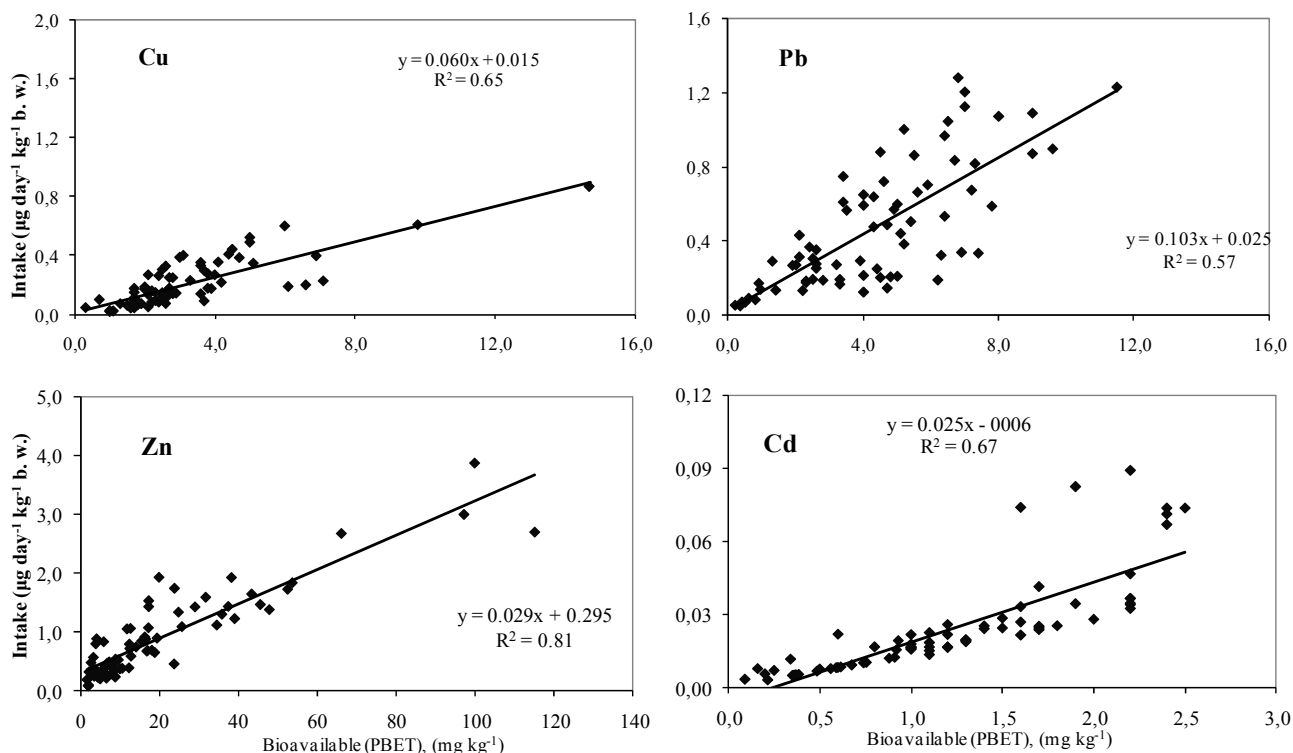 Cu
y = 0.060x + 0.015
R² = 0.65
Intake (µg day⁻¹ kg⁻¹ b. w.)
2,0
1,6
1,2
0,8
0,4
0,0
0,0 4,0 8,0 12,0 16,0
Pb
y = 0.103x + 0.025
R² = 0.57
1,6
1,2
0,8
0,4
0,0
0,0 4,0 8,0 12,0 16,0
Zn
y = 0.029x + 0.295
R² = 0.81
Intake (µg day⁻¹ kg⁻¹ b. w.)
5,0
4,0
3,0
2,0
1,0
0,0
0 20 40 60 80 100 120 140
Bioavailable (PBET), (mg kg⁻¹)
Cd
y = 0.025x - 0006
R² = 0.67
0,12
0,09
0,06
0,03
0,00
0,0 0,5 1,0 1,5 2,0 2,5 3,0
Bioavailable (PBET), (mg kg⁻¹)